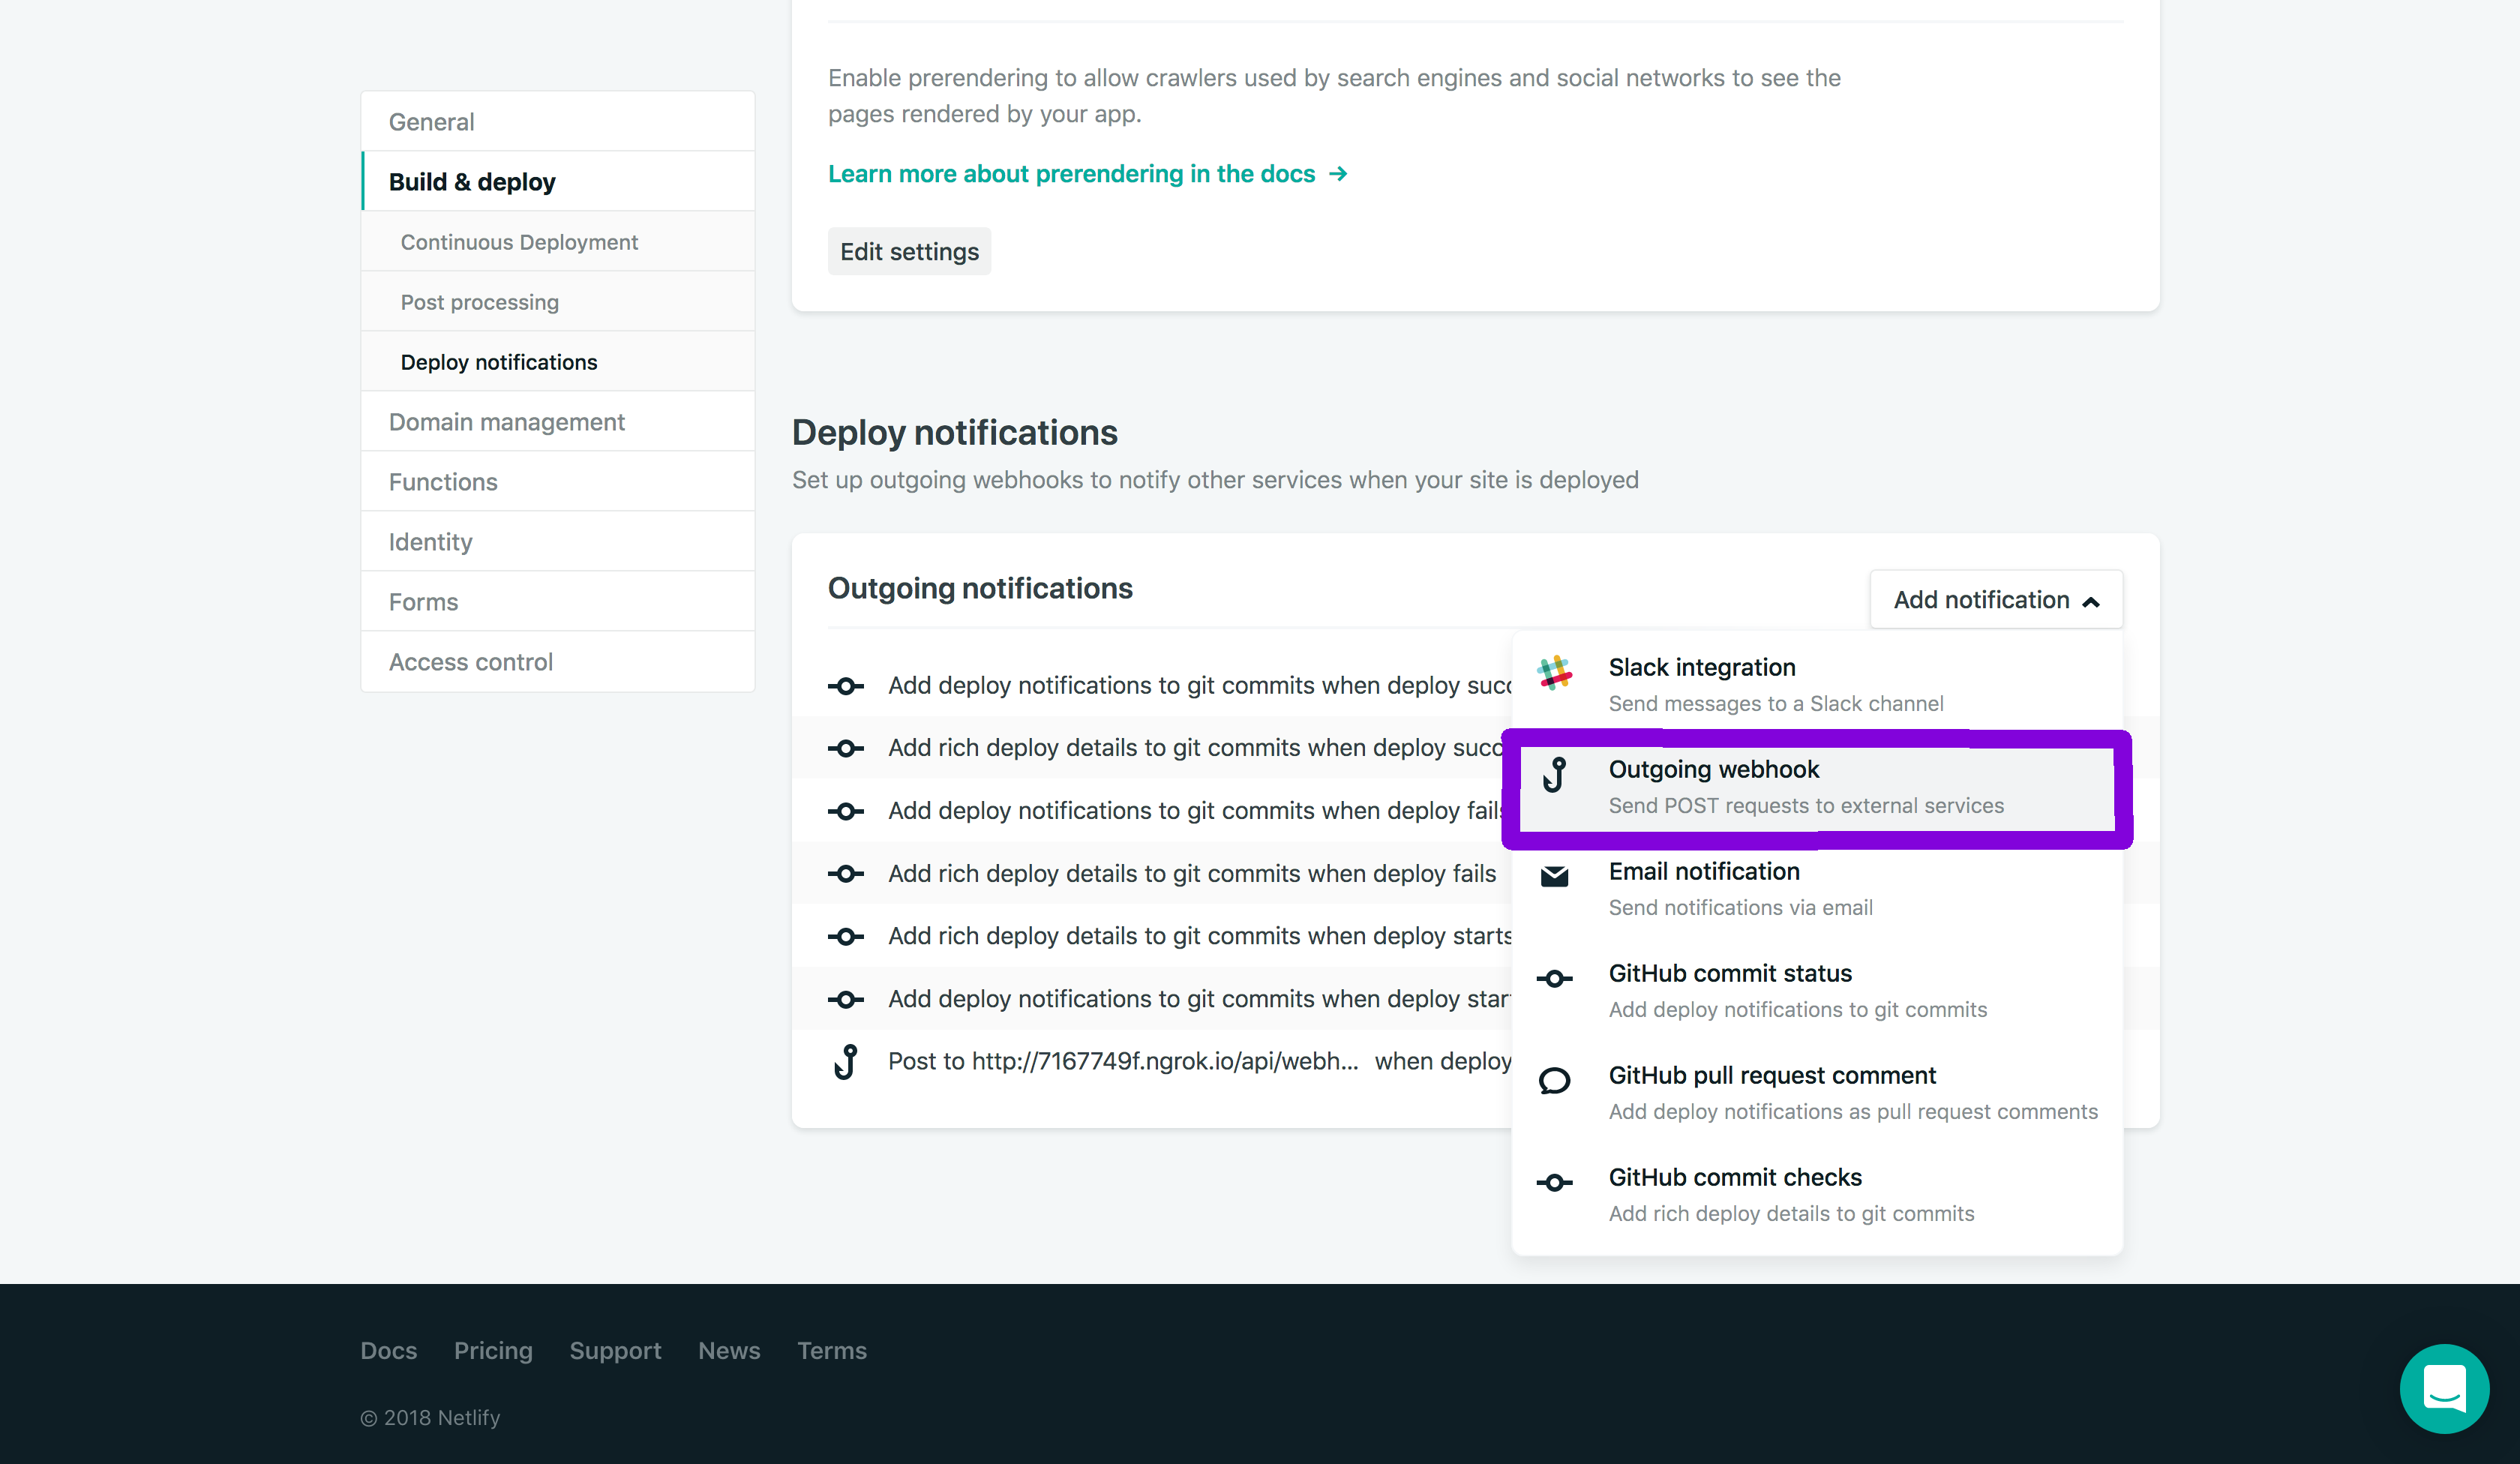 Enable prerendering to allow crawlers used by search engines and social networks to see the
pages rendered by your app.
Learn more about prerendering in the docs →
Edit settings
General
Build & deploy
Continuous Deployment
Post processing
Deploy notifications
Domain management
Functions
Identity
Forms
Access control
Deploy notifications
Set up outgoing webhooks to notify other services when your site is deployed
Outgoing notifications
Add notification
Add deploy notifications to git commits when deploy
Add rich deploy details to git commits when deploy
Add deploy notifications to git commits when deploy
Add rich deploy details to git commits when deploy fails
Add rich deploy details to git commits when deploy starts
Add deploy notifications to git commits when deploy
Post to http://7167749f.ngrok.io/api/webh... when deploy
Slack integration
Send messages to a Slack channel
Outgoing webhook
Send POST requests to external services
Email notification
Send notifications via email
GitHub commit status
Add deploy notifications to git commits
GitHub pull request comment
Add deploy notifications as pull request comments
GitHub commit checks
Add rich deploy details to git commits
Docs Pricing Support News Terms
© 2018 Netlify